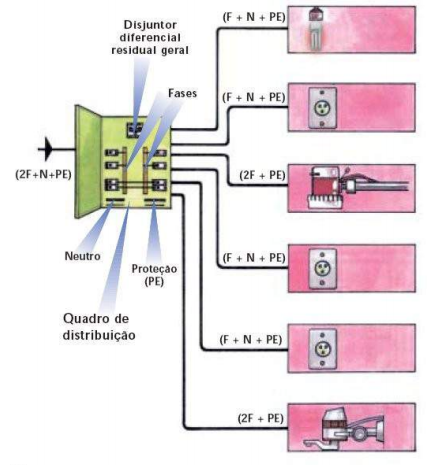 Disjuntor
diferencial
residual geral
Fases
(2F+N+PE)
Neutro
Proteção
(PE)
Quadro de
distribuição
(F + N + PE)
(F + N + PE)
(2F + PE)
(F + N + PE)
(F + N + PE)
(2F + PE)